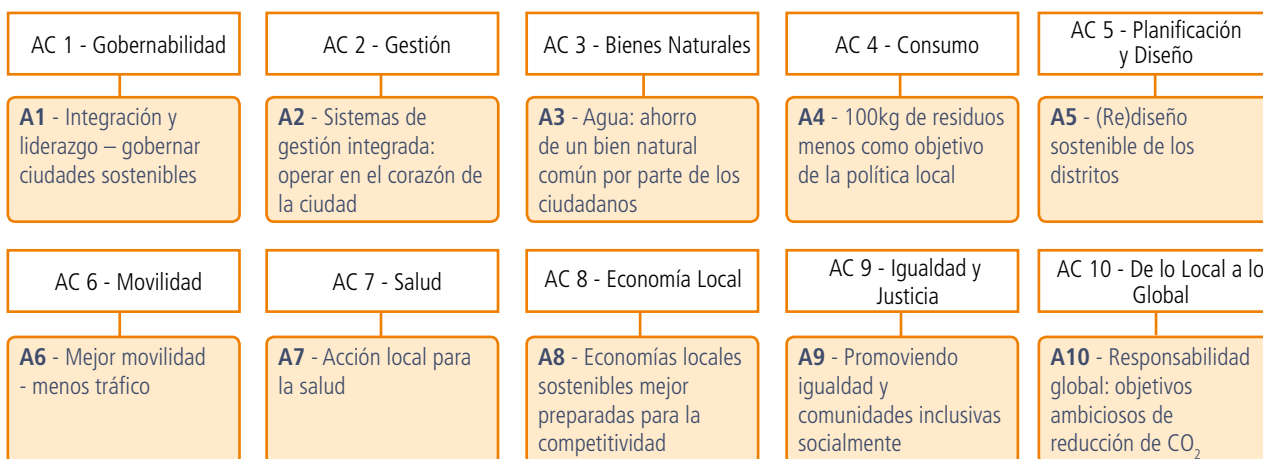 AC 1 - Gobernabilidad
A1 - Integración y
liderazgo – gobernar
ciudades sostenibles
AC 2 - Gestión
A2 - Sistemas de
gestión integrada:
operar en el corazón de
la ciudad
AC 3 - Bienes Naturales
A3 - Agua: ahorro
de un bien natural
común por parte de los
ciudadanos
AC 4 - Consumo
A4 - 100kg de residuos
menos como objetivo
de la política local
AC 5 - Planificación
y Diseño
A5 - (Re)diseño
sostenible de los
distritos
AC 6 - Movilidad
A6 - Mejor movilidad
- menos tráfico
AC 7 - Salud
A7 - Acción local para
la salud
AC 8 - Economía Local
A8 - Economías locales
sostenibles mejor
preparadas para la
competitividad
AC 9 - Igualdad y
Justicia
A9 - Promoviendo
igualdad y
comunidades inclusivas
socialmente
AC 10 - De lo Local a lo
Global
A10 - Responsabilidad
global: objetivos
ambiciosos de
reducción de CO₂